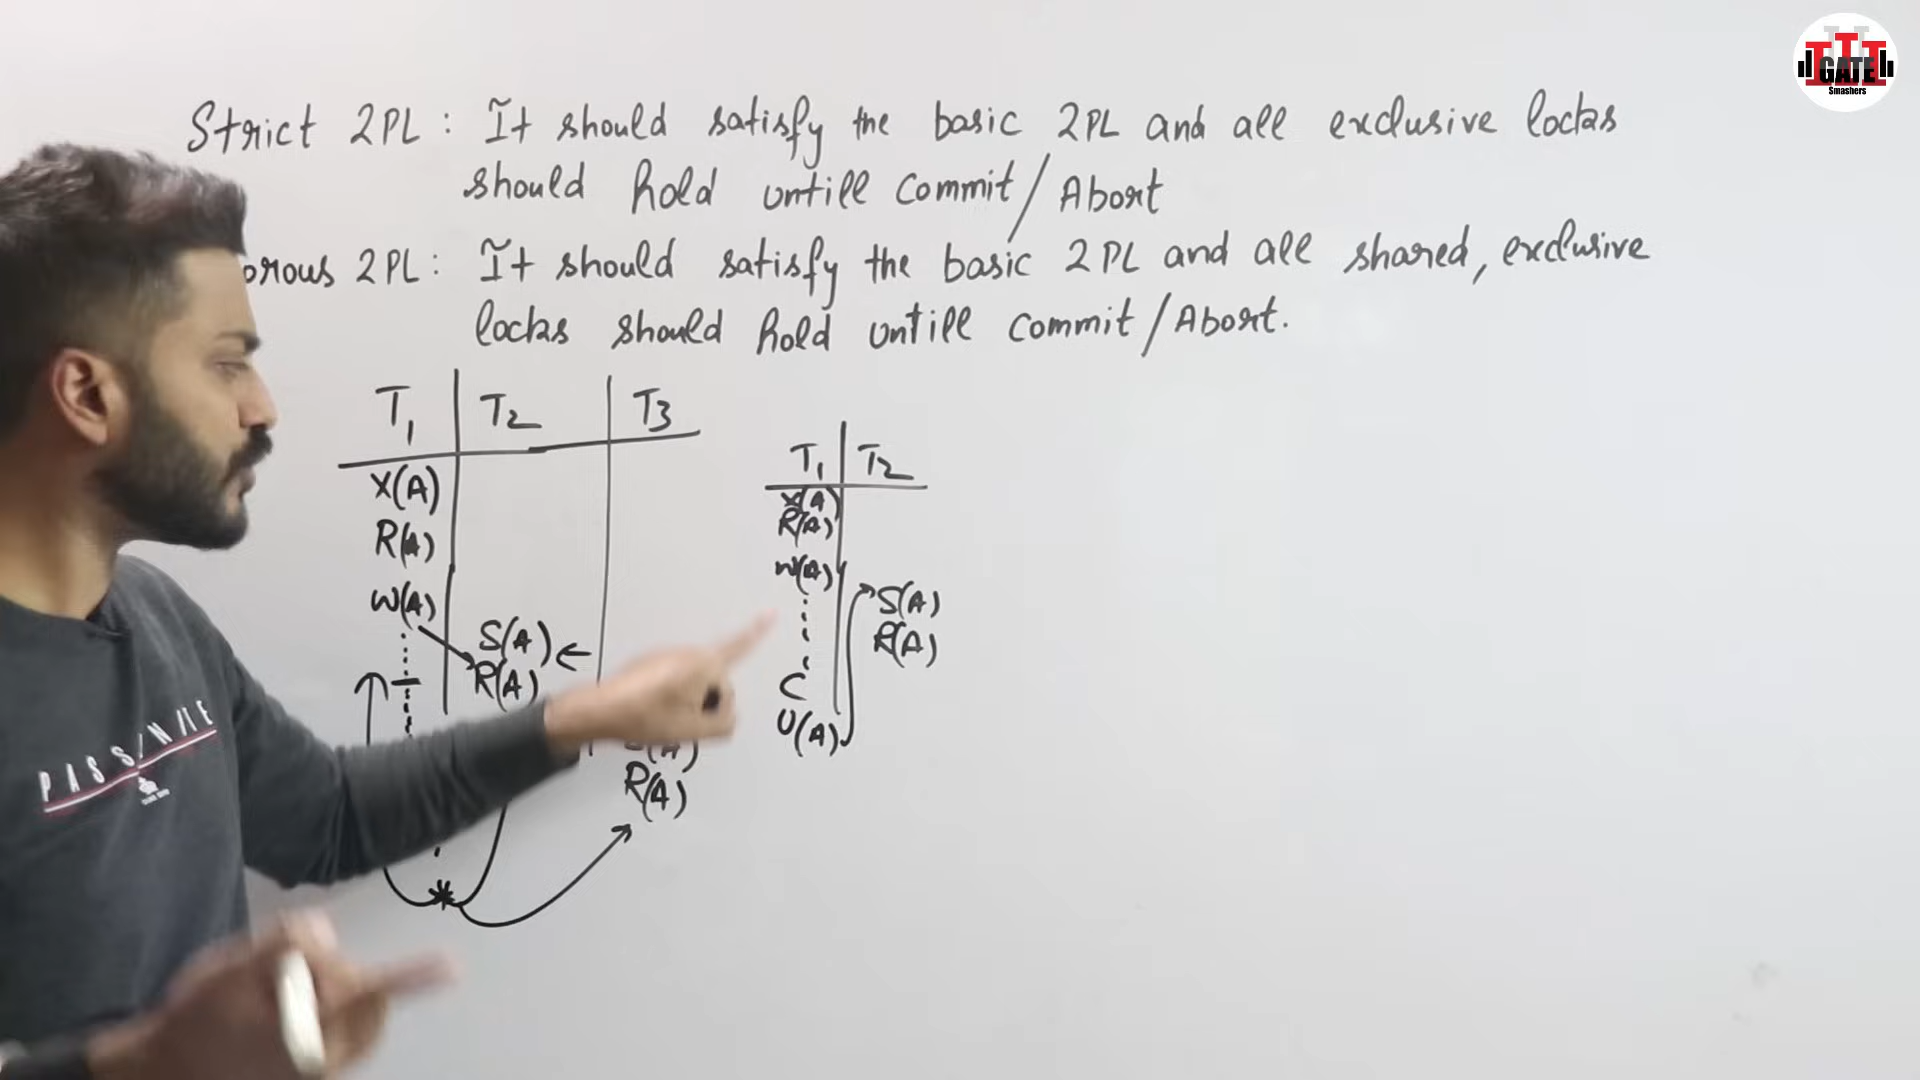 Strict 2PL : It should satisfy the basic 2PL and all exclusive locks
should hold untill Commit / Abort
orous 2PL : It should satisfy the basic 2PL and all shared, exclusive
locks should hold untill Commit / Abort.
T1 T2 T3
X(A)
R(A)
W(A)
S(A)
R(A)
R(A)
T1 T2
X(A)
R(A)
W(A)
S(A)
R(A)
C
U(A)
PASSINATE
GATE
Smashers